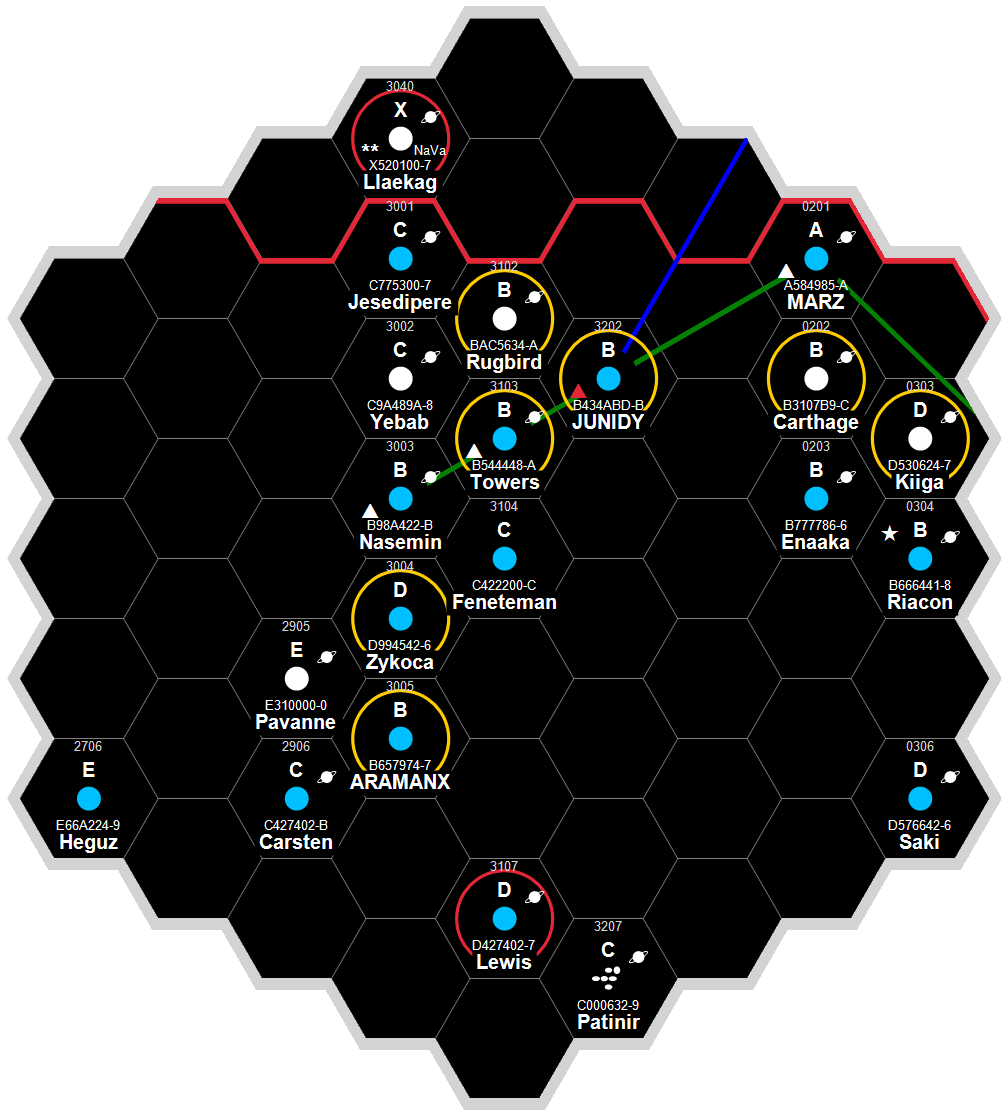 3040
X
**
NaVa
X520100-7
Llaekag
3001
C
C775300-7
Jesedipere
0201
A
A584985-A
MARZ
3102
B
BAC5634-A
Rugbird
3002
C
C9A489A-8
Yebab
3202
B
B434ABD-B
JUNIDY
0202
B
B3107B9-C
Carthage
3103
B
B544448-A
Towers
0303
D
D530624-7
Kiiga
3003
B
B98A422-B
Nasemin
0203
B
B777786-6
Enaaka
3104
C
C422200-C
Feneteman
0304
B
B666441-8
Riacon
3004
D
D994542-6
Zykoca
2905
E
E310000-0
Pavanne
3005
B
B657974-7
ARAMANX
2706
E
E66A224-9
Heguz
2906
C
C427402-B
Carsten
0306
D
D576642-6
Saki
3107
D
D427402-7
Lewis
3207
C
C000632-9
Patinir